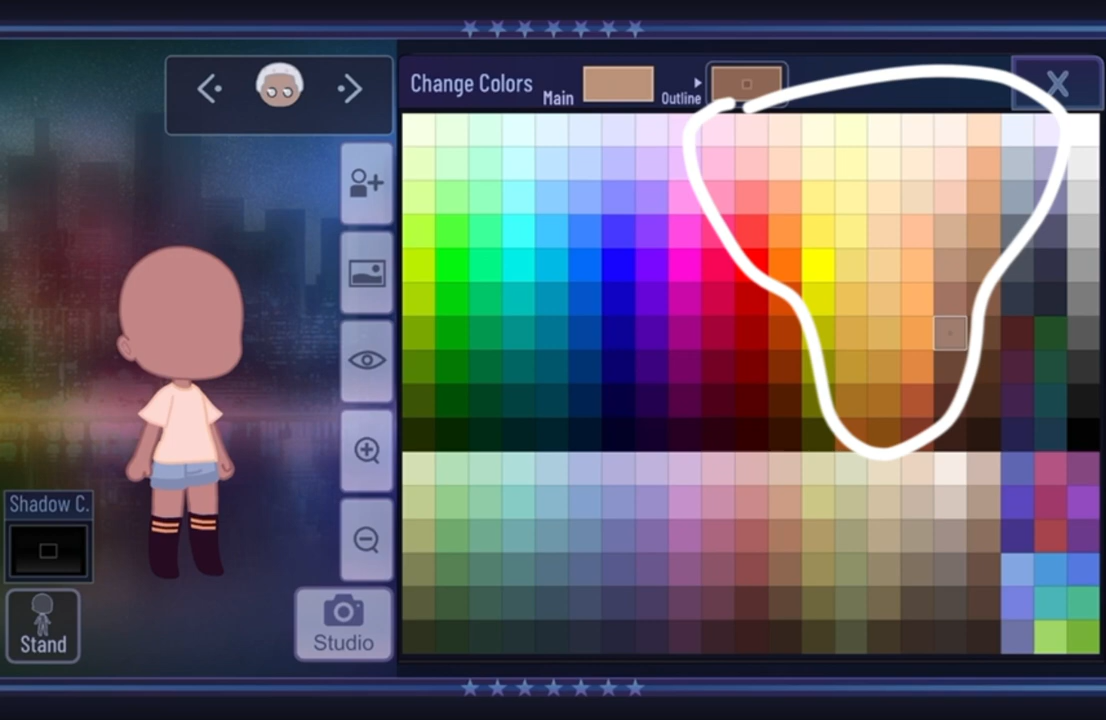 Change Colors
Main
Outline
X
Shadow C.
Stand
Studio